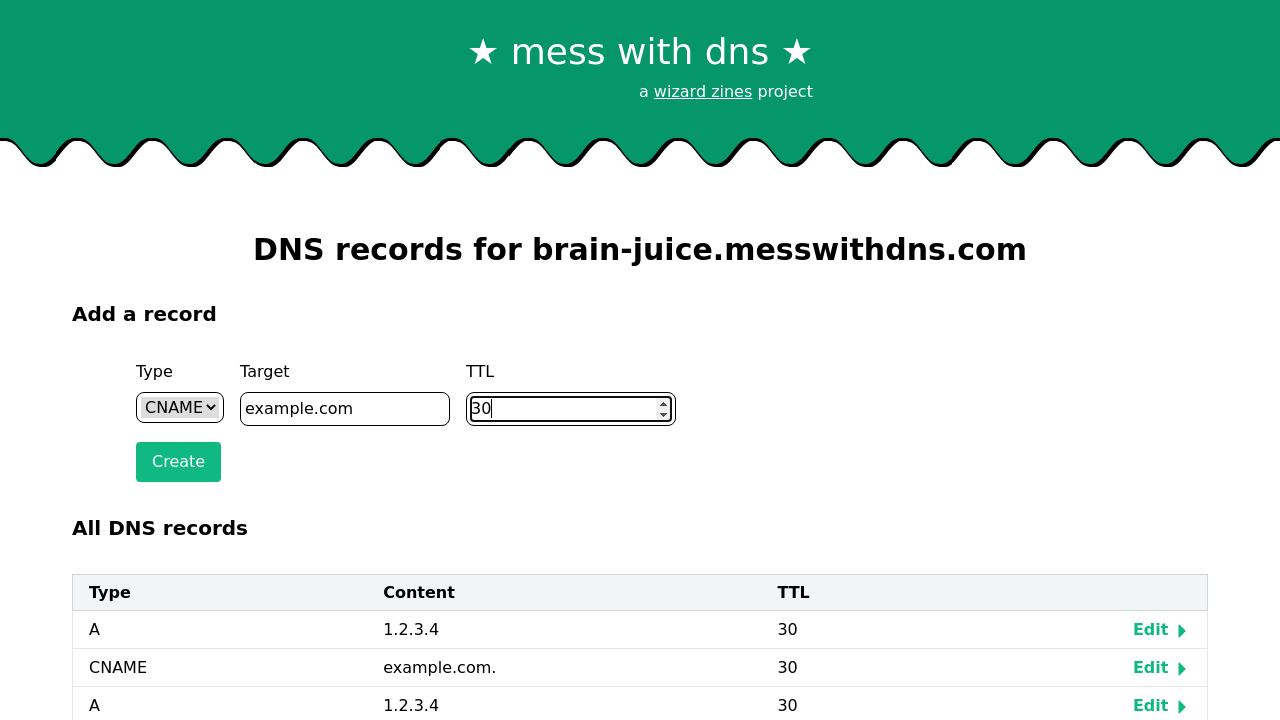 ★ mess with dns ★
a wizard zines project
DNS records for brain-juice.messwithdns.com
Add a record
Type Target TTL
CNAME example.com 30
Create
All DNS records
Type Content TTL
A 1.2.3.4 30 Edit
CNAME example.com. 30 Edit
A 1.2.3.4 30 Edit